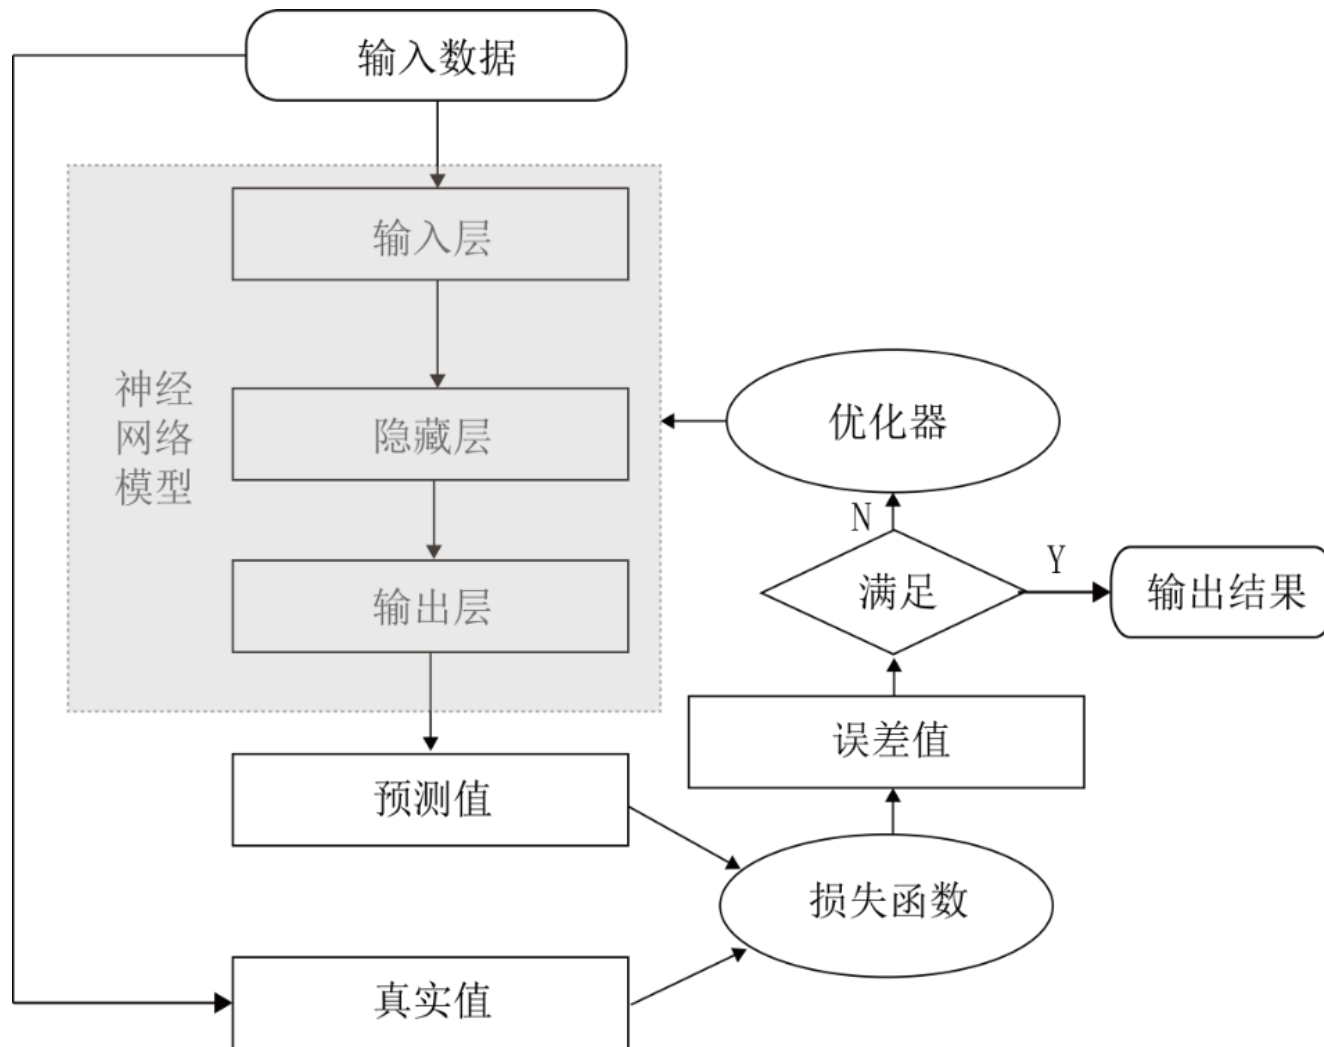 输入数据
输入层
神经
网络
模型
隐藏层
优化器
N
Y
满足
输出结果
输出层
误差值
预测值
损失函数
真实值